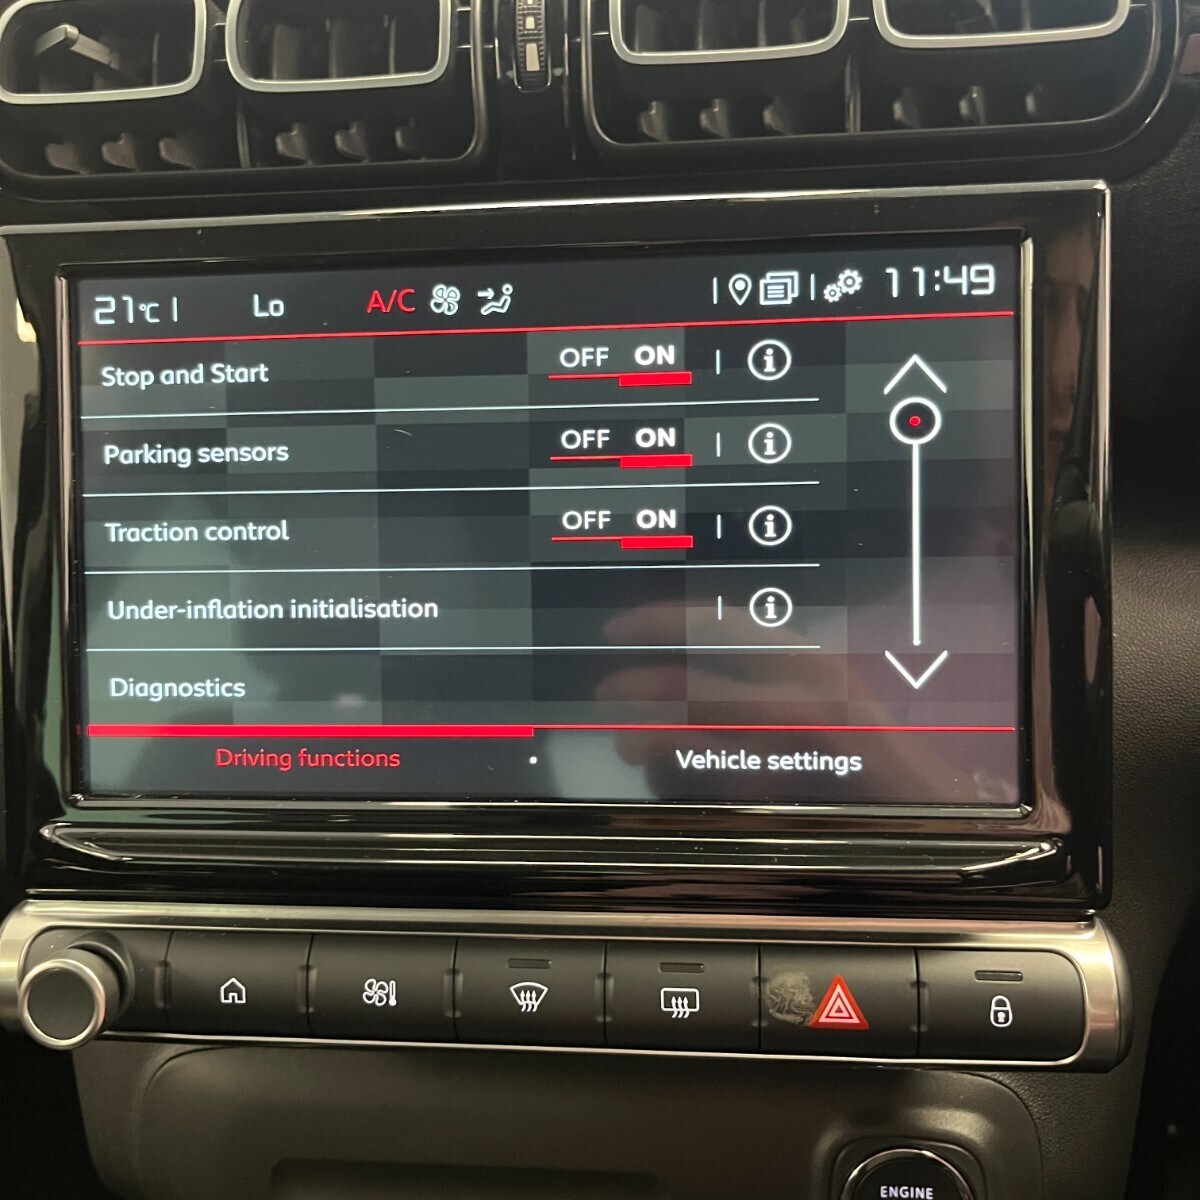 21°C Lo A/C 11:49
Stop and Start OFF ON i
Parking sensors OFF ON i
Traction control OFF ON i
Under-inflation initialisation i
Diagnostics
Driving functions Vehicle settings
ENGINE